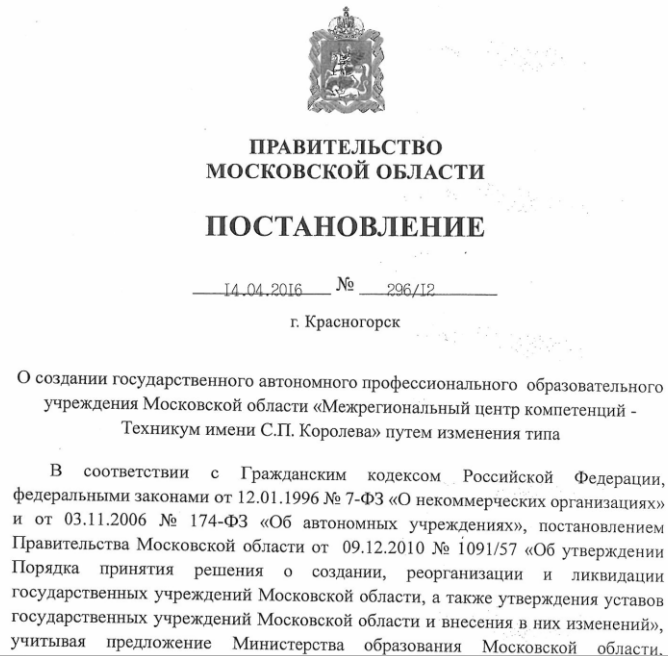 ПРАВИТЕЛЬСТВО
МОСКОВСКОЙ ОБЛАСТИ
ПОСТАНОВЛЕНИЕ
14.04.2016 № 296/12
г. Красногорск
О создании государственного автономного профессионального образовательного
учреждения Московской области «Межрегиональный центр компетенций -
Техникум имени С.П. Королева» путем изменения типа
В соответствии с Гражданским кодексом Российской Федерации,
федеральными законами от 12.01.1996 № 7-ФЗ «О некоммерческих организациях»
и от 03.11.2006 № 174-ФЗ «Об автономных учреждениях», постановлением
Правительства Московской области от 09.12.2010 № 1091/57 «Об утверждении
Порядка принятия решения о создании, реорганизации и ликвидации
государственных учреждений Московской области, а также утверждения уставов
государственных учреждений Московской области и внесения в них изменений»,
учитывая предложение Министерства образования Московской области,